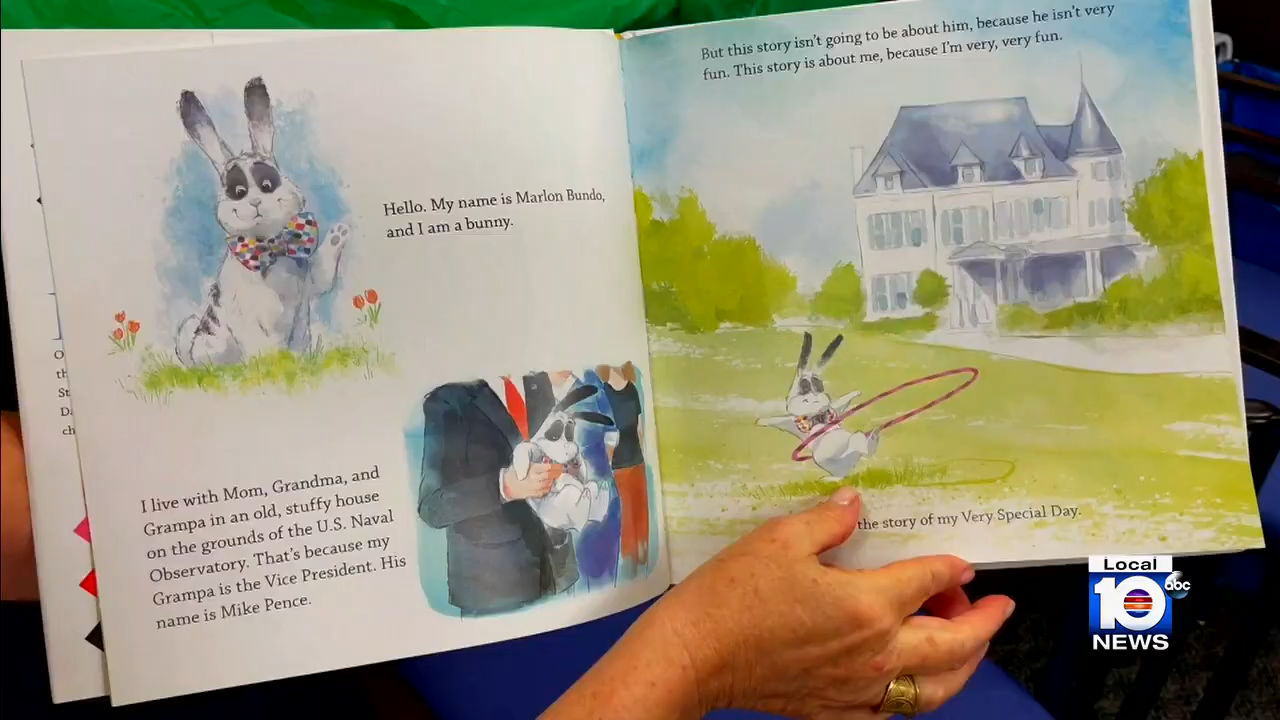 Hello. My name is Marlon Bundo,
and I am a bunny.
I live with Mom, Grandma, and
Grampa in an old, stuffy house
on the grounds of the U.S. Naval
Observatory. That's because my
Grampa is the Vice President. His
name is Mike Pence.
But this story isn't going to be about him, because he isn't very
fun. This story is about me, because I'm very, very fun.
the story of my Very Special Day.
Local
10 abc
NEWS